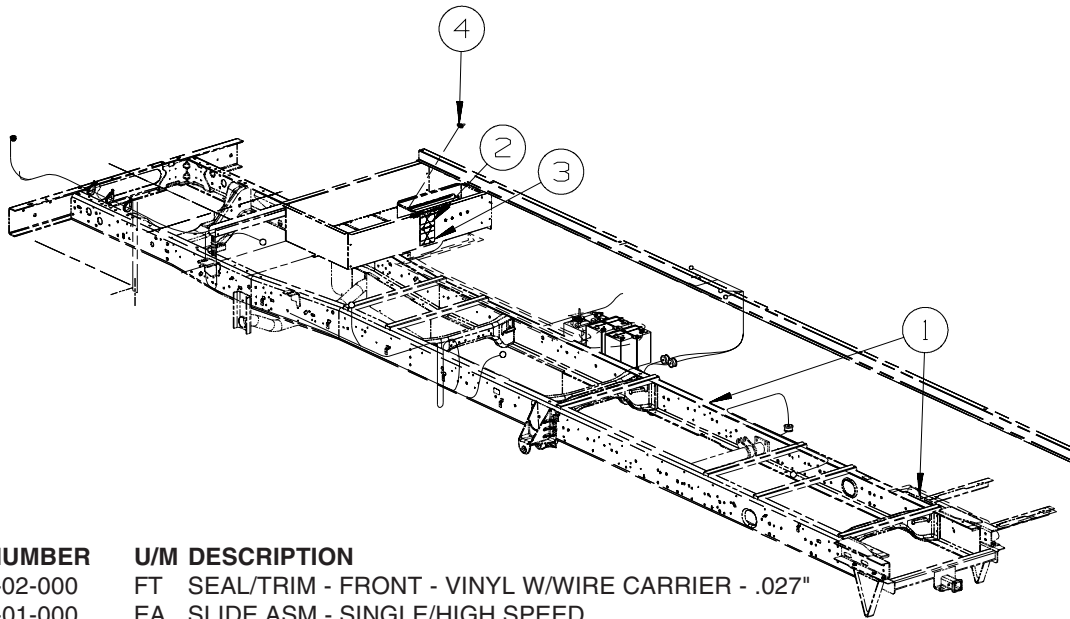 4
2
3
1
NUMBER U/M DESCRIPTION
-02-000 FT SEAL/TRIM - FRONT - VINYL W/WIRE CARRIER - .027"
-01-000 EA SLIDE ASM - SINGLE/HIGH SPEED